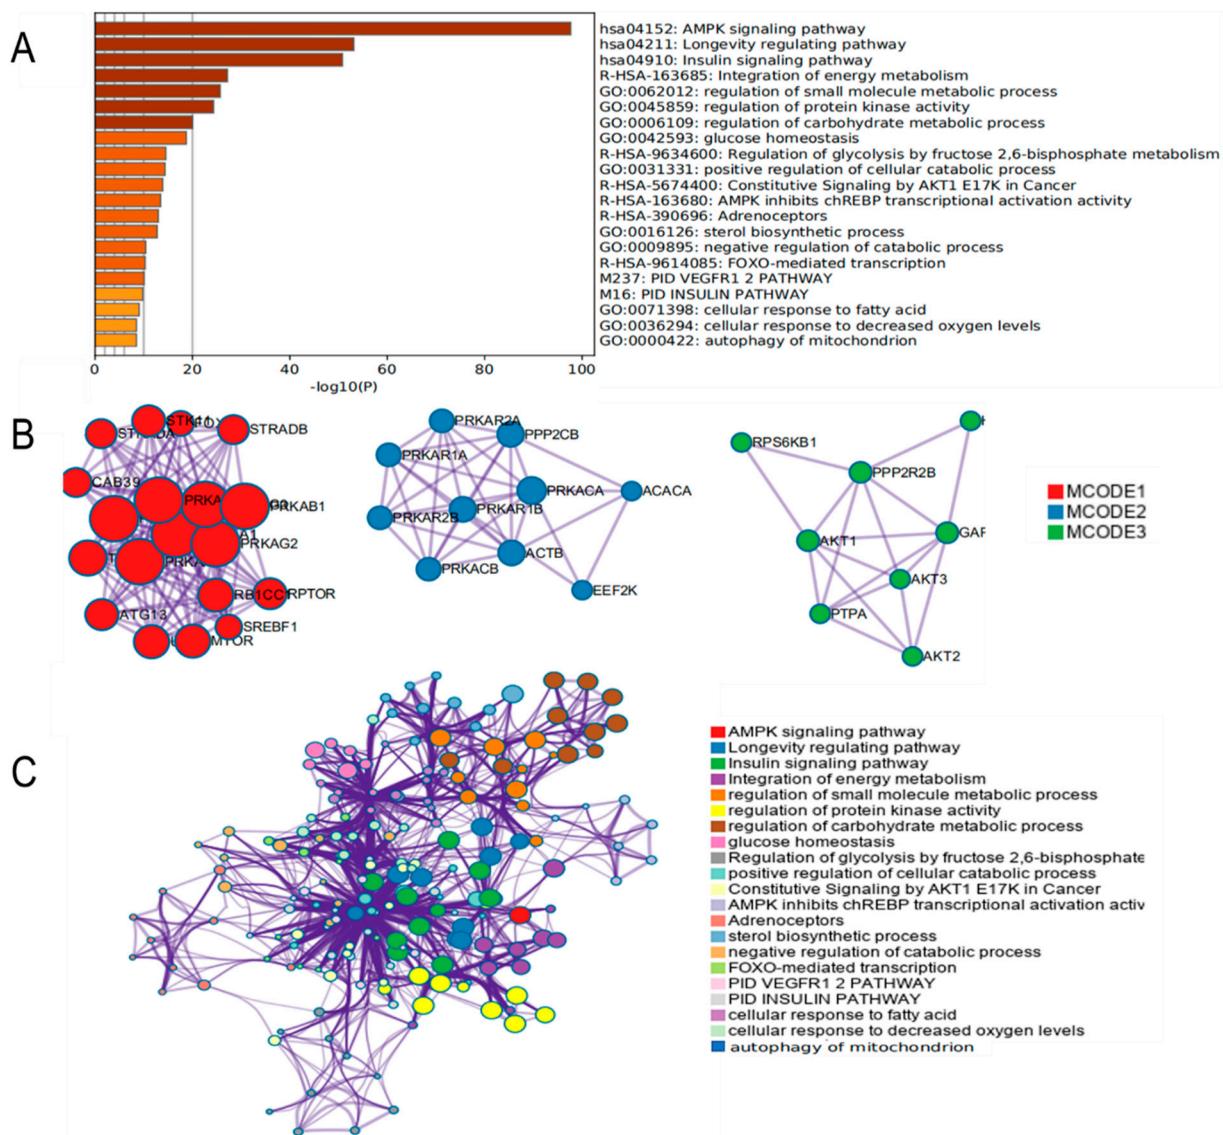 A
hsa04152: AMPK signaling pathway
hsa04211: Longevity regulating pathway
hsa04910: Insulin signaling pathway
R-HSA-163685: Integration of energy metabolism
GO:0062012: regulation of small molecule metabolic process
GO:0045859: regulation of protein kinase activity
GO:0006109: regulation of carbohydrate metabolic process
GO:0042593: glucose homeostasis
R-HSA-9634600: Regulation of glycolysis by fructose 2,6-bisphosphate metabolism
GO:0031331: positive regulation of cellular catabolic process
R-HSA-5674400: Constitutive Signaling by AKT1 E17K in Cancer
R-HSA-163680: AMPK inhibits chREBP transcriptional activation activity
R-HSA-390696: Adrenoceptors
GO:0016126: sterol biosynthetic process
GO:0009895: negative regulation of catabolic process
R-HSA-9614085: FOXO-mediated transcription
M237: PID VEGFR1 2 PATHWAY
M16: PID INSULIN PATHWAY
GO:0071398: cellular response to fatty acid
GO:0036294: cellular response to decreased oxygen levels
GO:0000422: autophagy of mitochondrion
0 20 40 60 80 100
-log10(P)
B
STK11
STRADB
CAB39
PRKAB1
PRKAG2
RB1CC1
RPTOR
ATG13
SREBF1
MTOR
PRKAR2A
PPP2CB
PRKAR1A
PRKACA
ACACA
PRKAR1B
PRKAR2B
ACTB
PRKACB
EEF2K
RPS6KB1
PPP2R2B
GAP
AKT1
AKT3
PTPA
AKT2
MCODE1
MCODE2
MCODE3
C
AMPK signaling pathway
Longevity regulating pathway
Insulin signaling pathway
Integration of energy metabolism
regulation of small molecule metabolic process
regulation of protein kinase activity
regulation of carbohydrate metabolic process
glucose homeostasis
Regulation of glycolysis by fructose 2,6-bisphosphate
positive regulation of cellular catabolic process
Constitutive Signaling by AKT1 E17K in Cancer
AMPK inhibits chREBP transcriptional activation activ
Adrenoceptors
sterol biosynthetic process
negative regulation of catabolic process
FOXO-mediated transcription
PID VEGFR1 2 PATHWAY
PID INSULIN PATHWAY
cellular response to fatty acid
cellular response to decreased oxygen levels
autophagy of mitochondrion